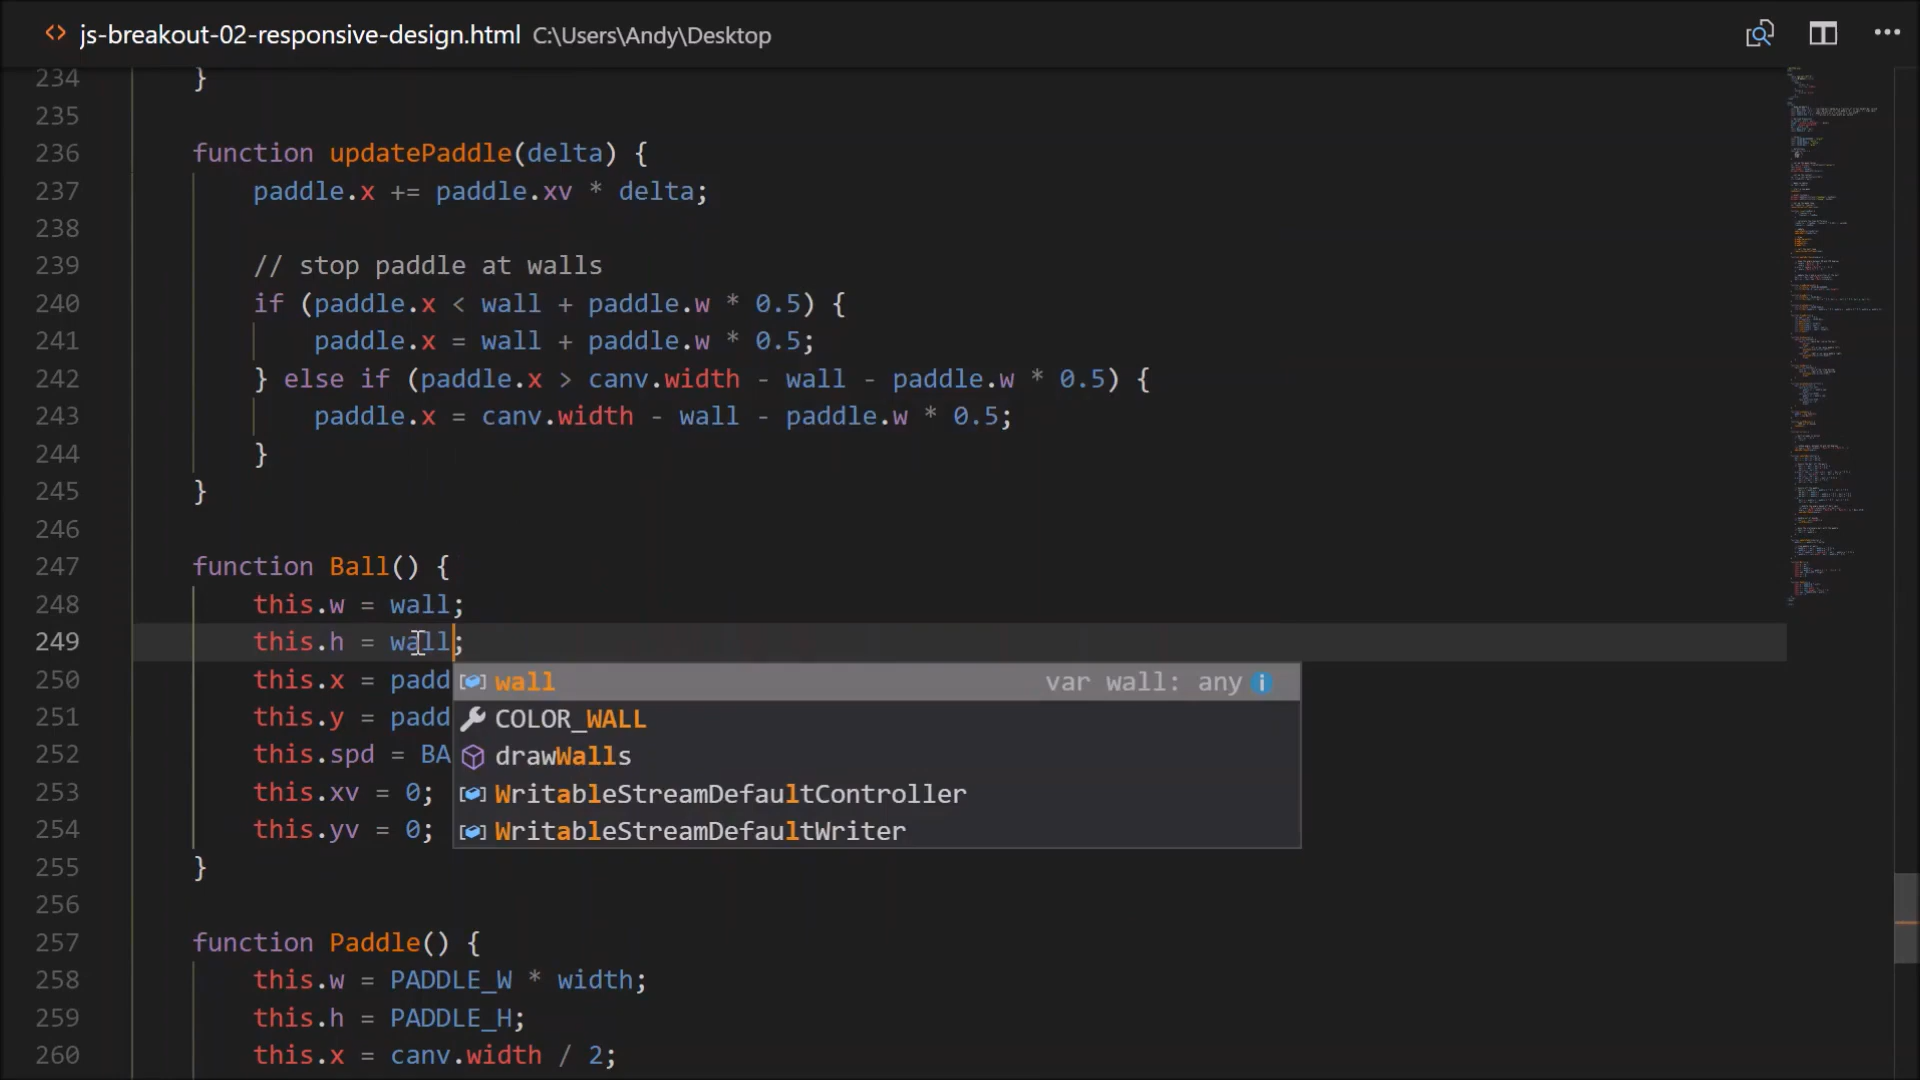 js-breakout-02-responsive-design.html C:\Users\Andy\Desktop
234 }
235
236 function updatePaddle(delta) {
237 paddle.x += paddle.xv * delta;
238
239 // stop paddle at walls
240 if (paddle.x < wall + paddle.w * 0.5) {
241 paddle.x = wall + paddle.w * 0.5;
242 } else if (paddle.x > canv.width - wall - paddle.w * 0.5) {
243 paddle.x = canv.width - wall - paddle.w * 0.5;
244 }
245 }
246
247 function Ball() {
248 this.w = wall;
249 this.h = wall;
250 this.x = padd wall var wall: any
251 this.y = padd COLOR_WALL
252 this.spd = BA drawWalls
253 this.xv = 0; WritableStreamDefaultController
254 this.yv = 0; WritableStreamDefaultWriter
255 }
256
257 function Paddle() {
258 this.w = PADDLE_W * width;
259 this.h = PADDLE_H;
260 this.x = canv.width / 2;